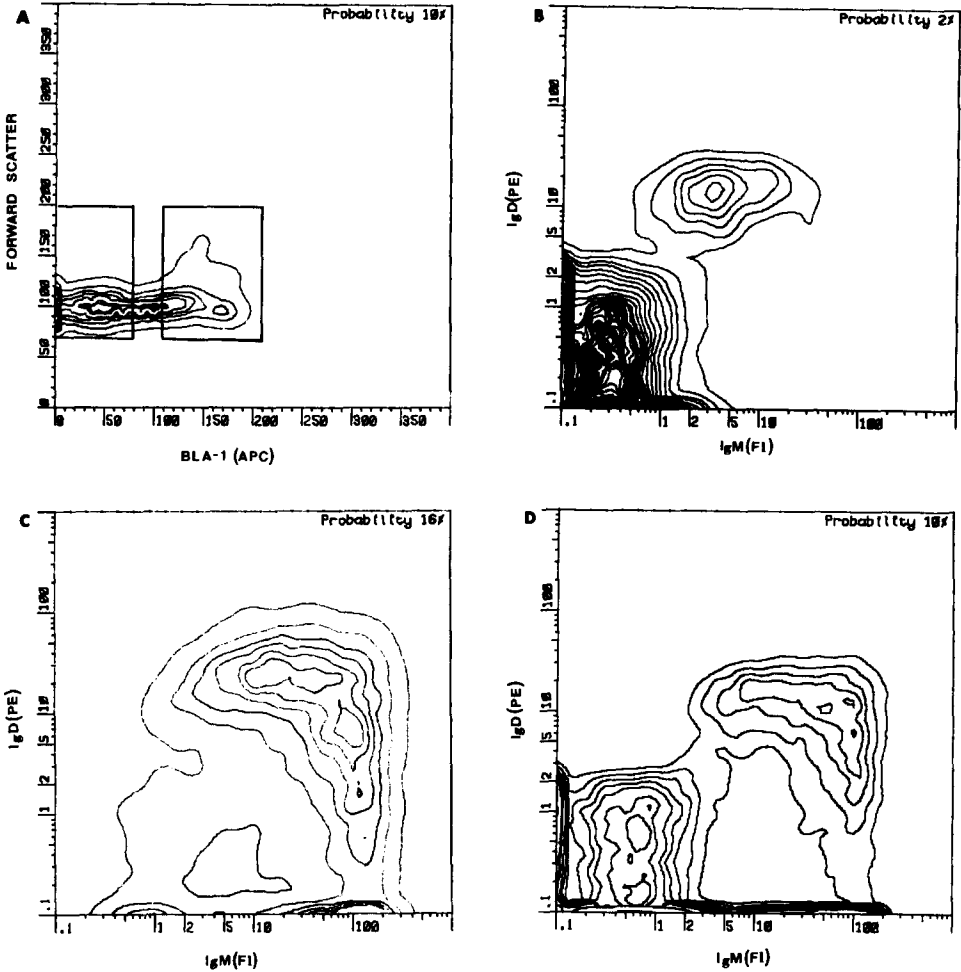 A
Probability 10%
FORWARD SCATTER
350
300
250
200
150
100
50
0
0 50 100 150 200 250 300 350
BLA-1 (APC)
B
Probability 2%
IgD(PE)
100
10
5
2
1
.1
.1 1 2 5 10 100
IgM(Fl)
C
Probability 16%
IgD(PE)
100
10
5
2
1
.1
.1 1 2 5 10 100
IgM(Fl)
D
Probability 10%
IgD(PE)
100
10
5
2
1
.1
.1 1 2 5 10 100
IgM(Fl)